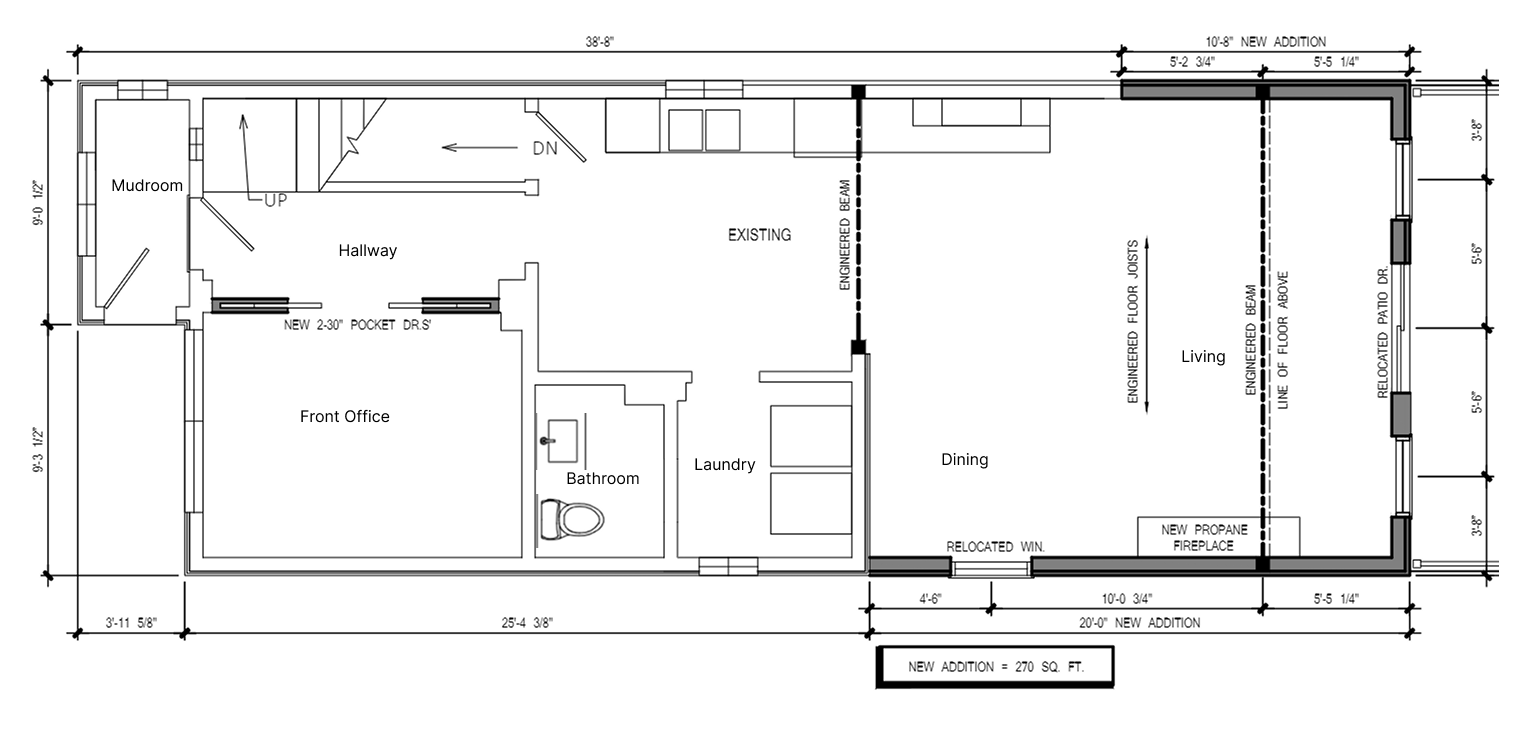 38'-8"
10'-8" NEW ADDITION
5'-2 3/4"
5'-5 1/4"
9'-0 1/2"
9'-3 1/2"
Mudroom
UP
DN
Hallway
EXISTING
ENGINEERED BEAM
NEW 2-30" POCKET DR.S'
Front Office
Bathroom
Laundry
Dining
Living
ENGINEERED FLOOR JOISTS
ENGINEERED BEAM
LINE OF FLOOR ABOVE
RELOCATED PATIO DR.
3'-8"
5'-6"
5'-6"
3'-8"
NEW PROPANE
FIREPLACE
RELOCATED WIN.
4'-6"
10'-0 3/4"
5'-5 1/4"
3'-11 5/8"
25'-4 3/8"
20'-0" NEW ADDITION
NEW ADDITION = 270 SQ. FT.